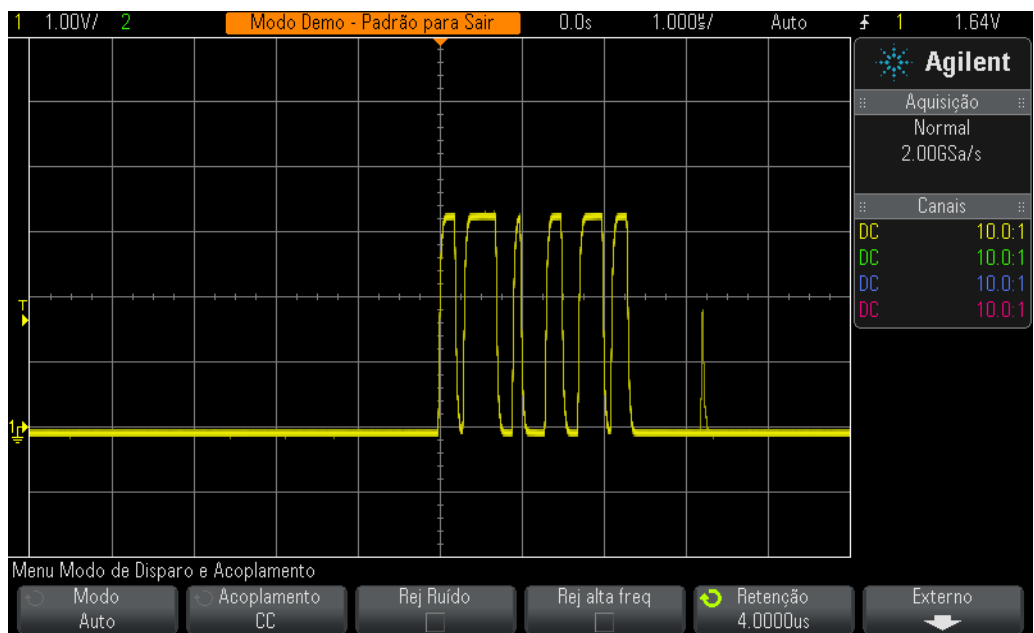 1 1.00V/ 2 Modo Demo - Padrão para Sair 0.0s 1.000㎲/ Auto 1 1.64V
Agilent
Aquisição
Normal
2.00GSa/s
Canais
DC 10.0:1
DC 10.0:1
DC 10.0:1
DC 10.0:1
T
1
Menu Modo de Disparo e Acoplamento
Modo
Auto
Acoplamento
CC
Rej Ruído
Rej alta freq
Retenção
4.0000us
Externo